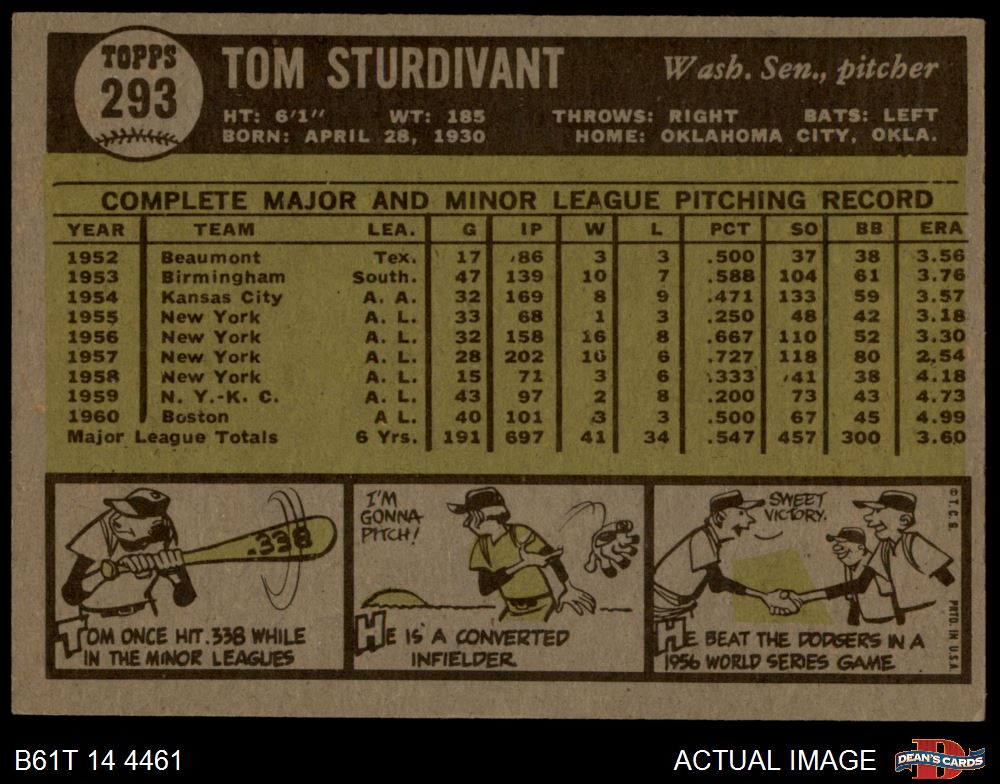 TOPPS
293
TOM STURDIVANT
Wash. Sen., pitcher
HT: 6'1" WT: 185 THROWS: RIGHT BATS: LEFT
BORN: APRIL 28, 1930 HOME: OKLAHOMA CITY, OKLA.
COMPLETE MAJOR AND MINOR LEAGUE PITCHING RECORD
YEAR TEAM LEA. G IP W L PCT SO BB ERA
1952 Beaumont Tex. 17 86 3 3 .500 37 38 3.56
1953 Birmingham South. 47 139 10 7 .588 104 61 3.76
1954 Kansas City A. A. 32 169 8 9 .471 133 59 3.57
1955 New York A. L. 33 68 1 3 .250 48 42 3.18
1956 New York A. L. 32 158 16 8 .667 110 52 3.30
1957 New York A. L. 28 202 16 6 .727 118 80 2.54
1958 New York A. L. 15 71 3 6 .333 41 38 4.18
1959 N. Y.-K. C. A. L. 43 97 2 8 .200 73 43 4.73
1960 Boston A L. 40 101 3 3 .500 67 45 4.99
Major League Totals 6 Yrs. 191 697 41 34 .547 457 300 3.60
.338
TOM ONCE HIT .338 WHILE
IN THE MINOR LEAGUES
I'M
GONNA
PITCH!
HE IS A CONVERTED
INFIELDER
SWEET
VICTORY.
HE BEAT THE DODGERS IN A
1956 WORLD SERIES GAME
© T. C. G.
PRTD. IN U.S.A.
B61T 14 4461
ACTUAL IMAGE
DEAN'S CARDS